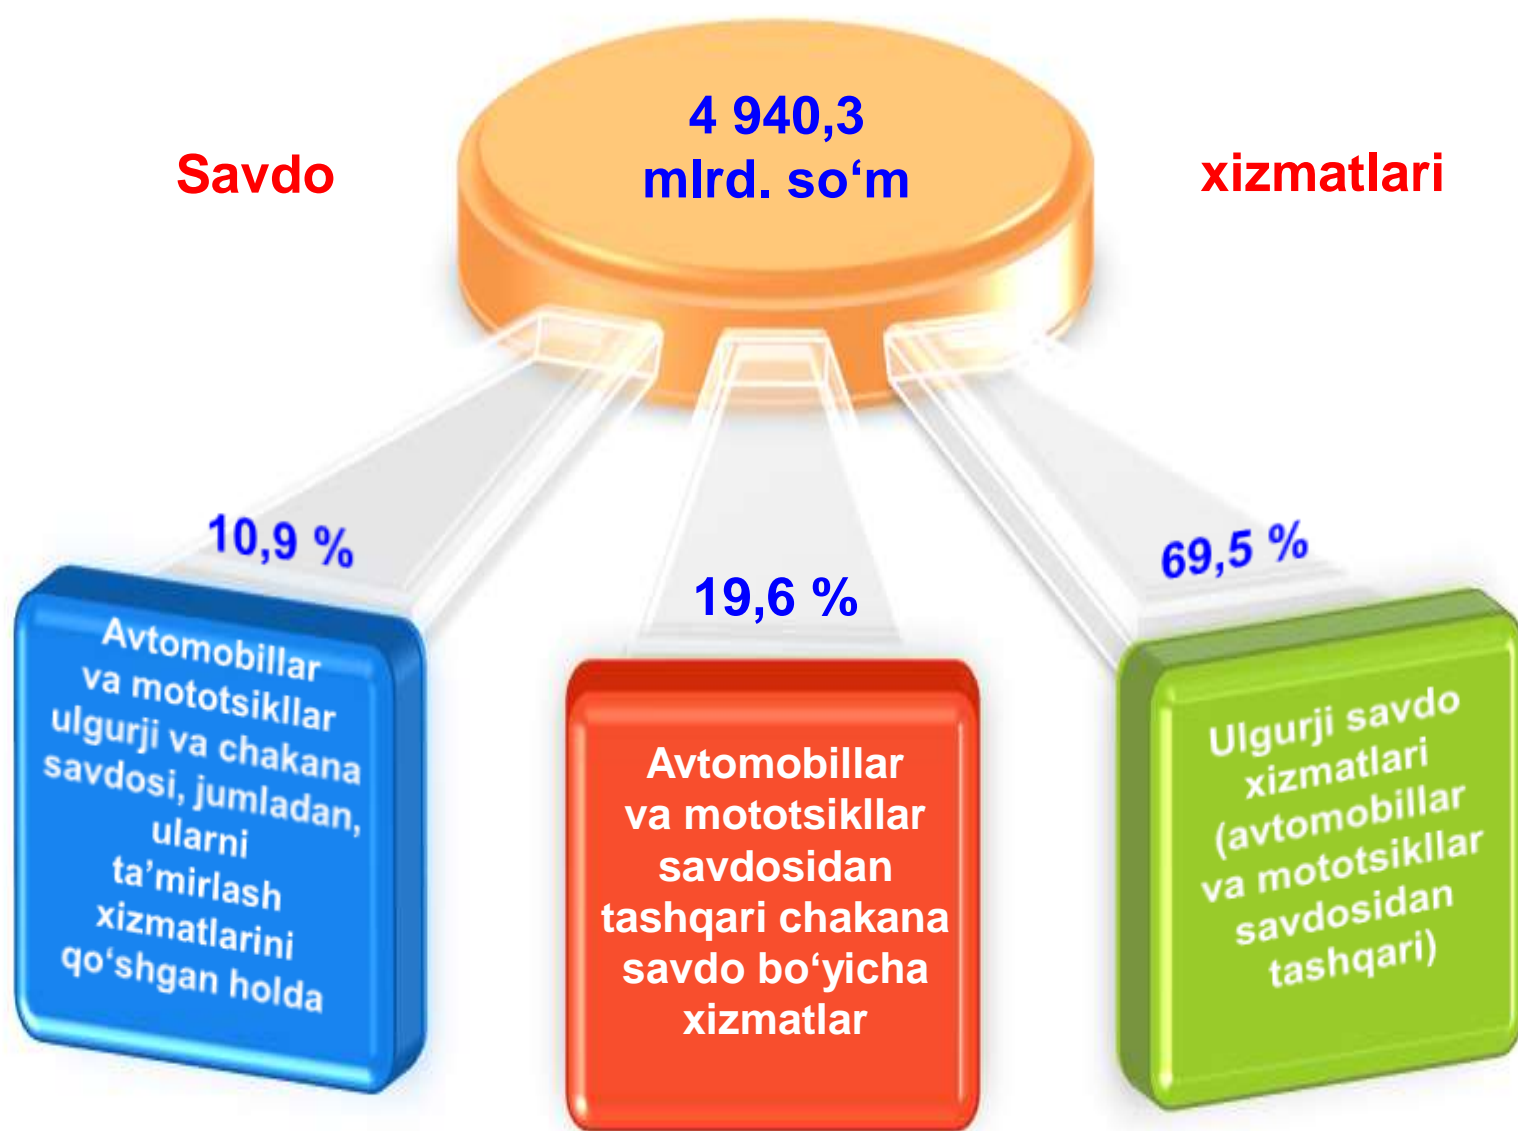 Savdo
4 940,3
mlrd. so‘m
xizmatlari
10,9 %
Avtomobillar
va mototsikllar
ulgurji va chakana
savdosi, jumladan,
ularni
ta’mirlash
xizmatlarini
qo‘shgan holda
19,6 %
Avtomobillar
va mototsikllar
savdosidan
tashqari chakana
savdo bo‘yicha
xizmatlar
69,5 %
Ulgurji savdo
xizmatlari
(avtomobillar
va mototsikllar
savdosidan
tashqari)